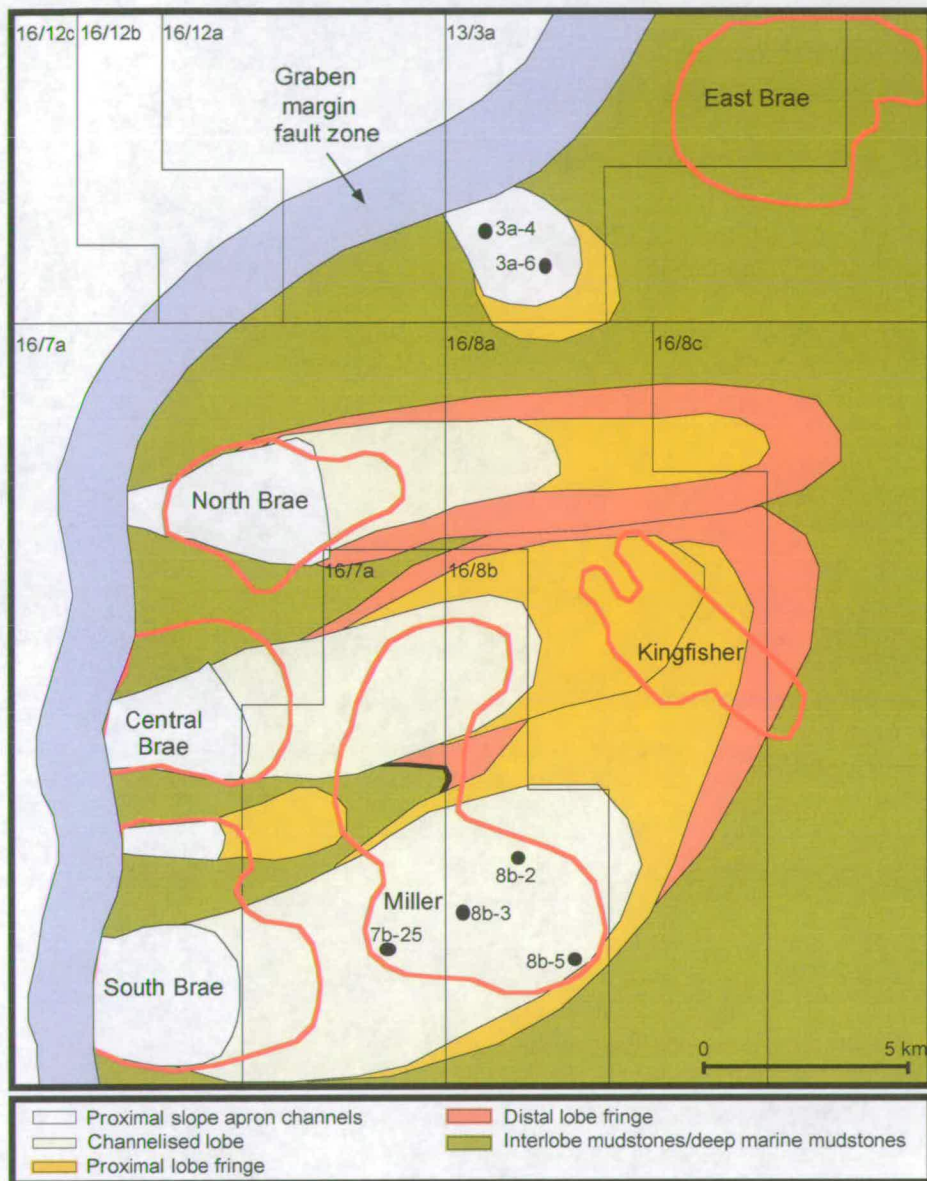 16/12c
16/12b
16/12a
13/3a
Graben
margin
fault zone
East Brae
3a-4
3a-6
16/7a
16/8a
16/8c
North Brae
16/7a
16/8b
Kingfisher
Central
Brae
8b-2
Miller
8b-3
7b-25
8b-5
South Brae
0
5 km
Proximal slope apron channels
Channelised lobe
Proximal lobe fringe
Distal lobe fringe
Interlobe mudstones/deep marine mudstones